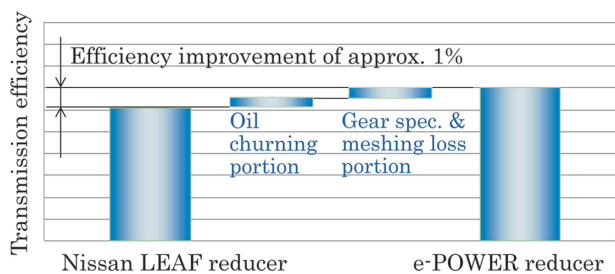 Transmission efficiency
Efficiency improvement of approx. 1%
Oil
churning
portion
Gear spec. &
meshing loss
portion
Nissan LEAF reducer
e-POWER reducer